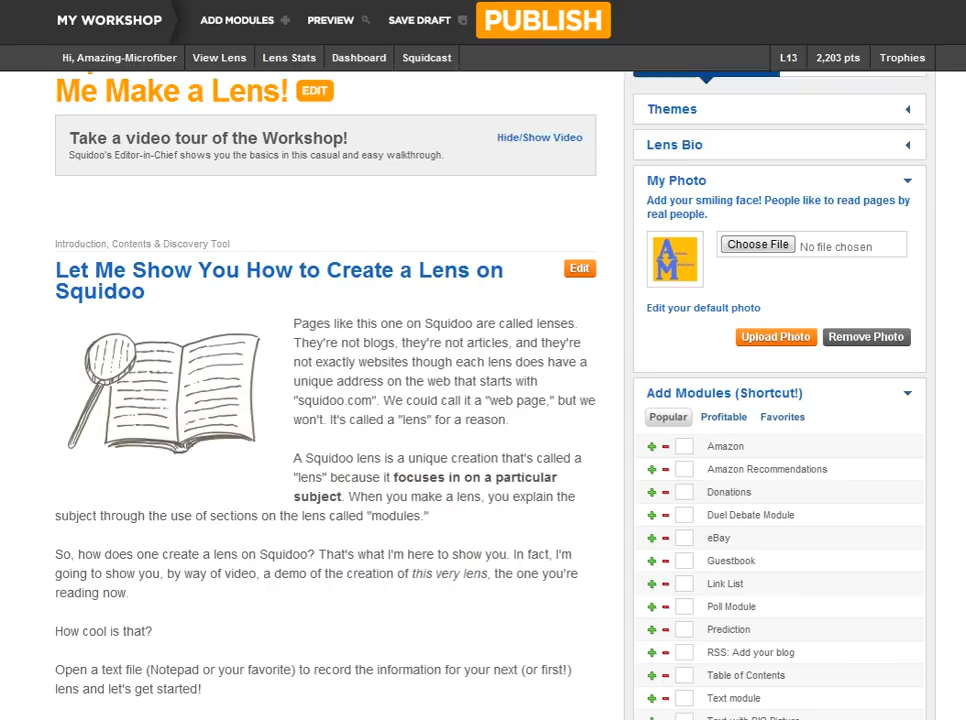 MY WORKSHOP
ADD MODULES
PREVIEW
SAVE DRAFT
PUBLISH
Hi, Amazing-Microfiber
View Lens
Lens Stats
Dashboard
Squidcast
L13
2,203 pts
Trophies
Me Make a Lens!
EDIT
Take a video tour of the Workshop!
Hide/Show Video
Squidoo's Editor-in-Chief shows you the basics in this casual and easy walkthrough.
Introduction, Contents & Discovery Tool
Let Me Show You How to Create a Lens on
Squidoo
Edit
Pages like this one on Squidoo are called lenses.
They're not blogs, they're not articles, and they're
not exactly websites though each lens does have a
unique address on the web that starts with
"squidoo.com". We could call it a "web page," but we
won't. It's called a "lens" for a reason.
A Squidoo lens is a unique creation that's called a
"lens" because it focuses in on a particular
subject. When you make a lens, you explain the
subject through the use of sections on the lens called "modules."
So, how does one create a lens on Squidoo? That's what I'm here to show you. In fact, I'm
going to show you, by way of video, a demo of the creation of this very lens, the one you're
reading now.
How cool is that?
Open a text file (Notepad or your favorite) to record the information for your next (or first!)
lens and let's get started!
Themes
Lens Bio
My Photo
Add your smiling face! People like to read pages by
real people.
AM
Choose File
No file chosen
Edit your default photo
Upload Photo
Remove Photo
Add Modules (Shortcut!)
Popular
Profitable
Favorites
Amazon
Amazon Recommendations
Donations
Duel Debate Module
eBay
Guestbook
Link List
Poll Module
Prediction
RSS: Add your blog
Table of Contents
Text module